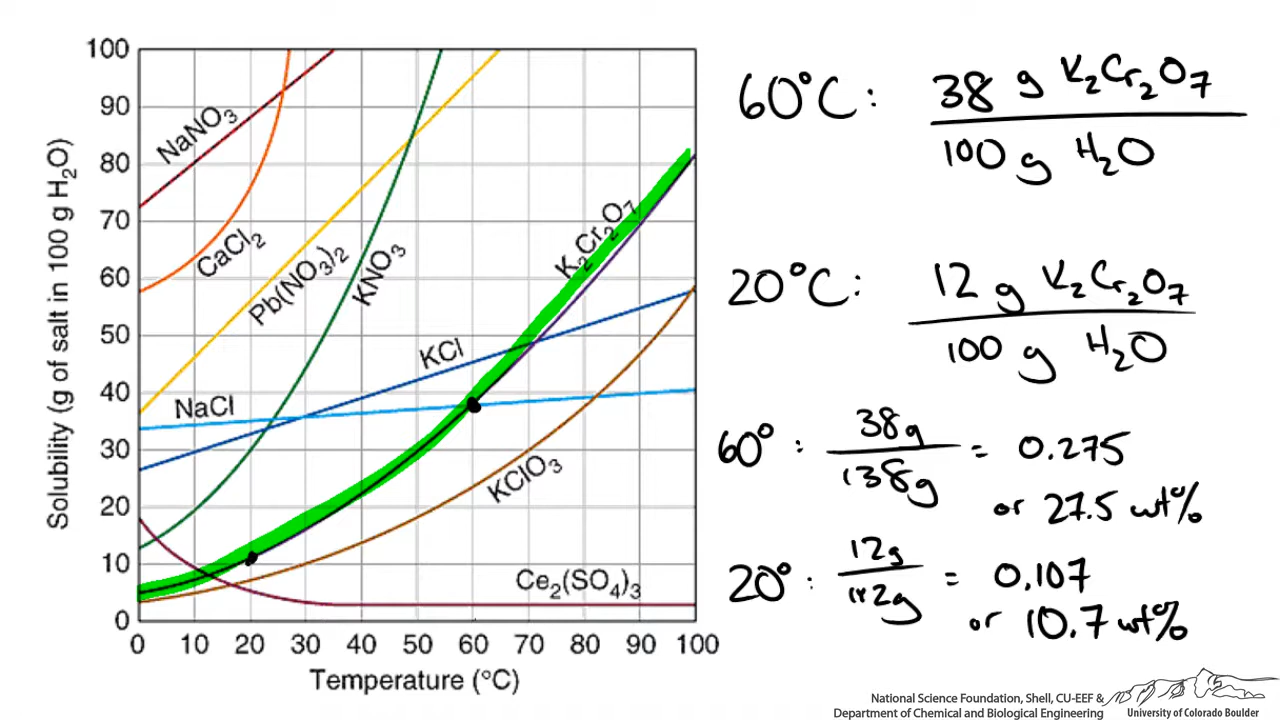 100
90
80
70
60
50
40
30
20
10
0
0 10 20 30 40 50 60 70 80 90 100
Solubility (g of salt in 100 g H₂O)
Temperature (°C)
NaNO₃
CaCl₂
Pb(NO₃)₂
KNO₃
K₂Cr₂O₇
KCl
NaCl
KClO₃
Ce₂(SO₄)₃
60°C: 38 g K₂Cr₂O₇
100 g H₂O
20°C: 12 g K₂Cr₂O₇
100 g H₂O
60° : 38g
138g
= 0.275
or 27.5 wt%
20° : 12g
112g
= 0.107
or 10.7 wt%
National Science Foundation, Shell, CU-EEF &
Department of Chemical and Biological Engineering
University of Colorado Boulder